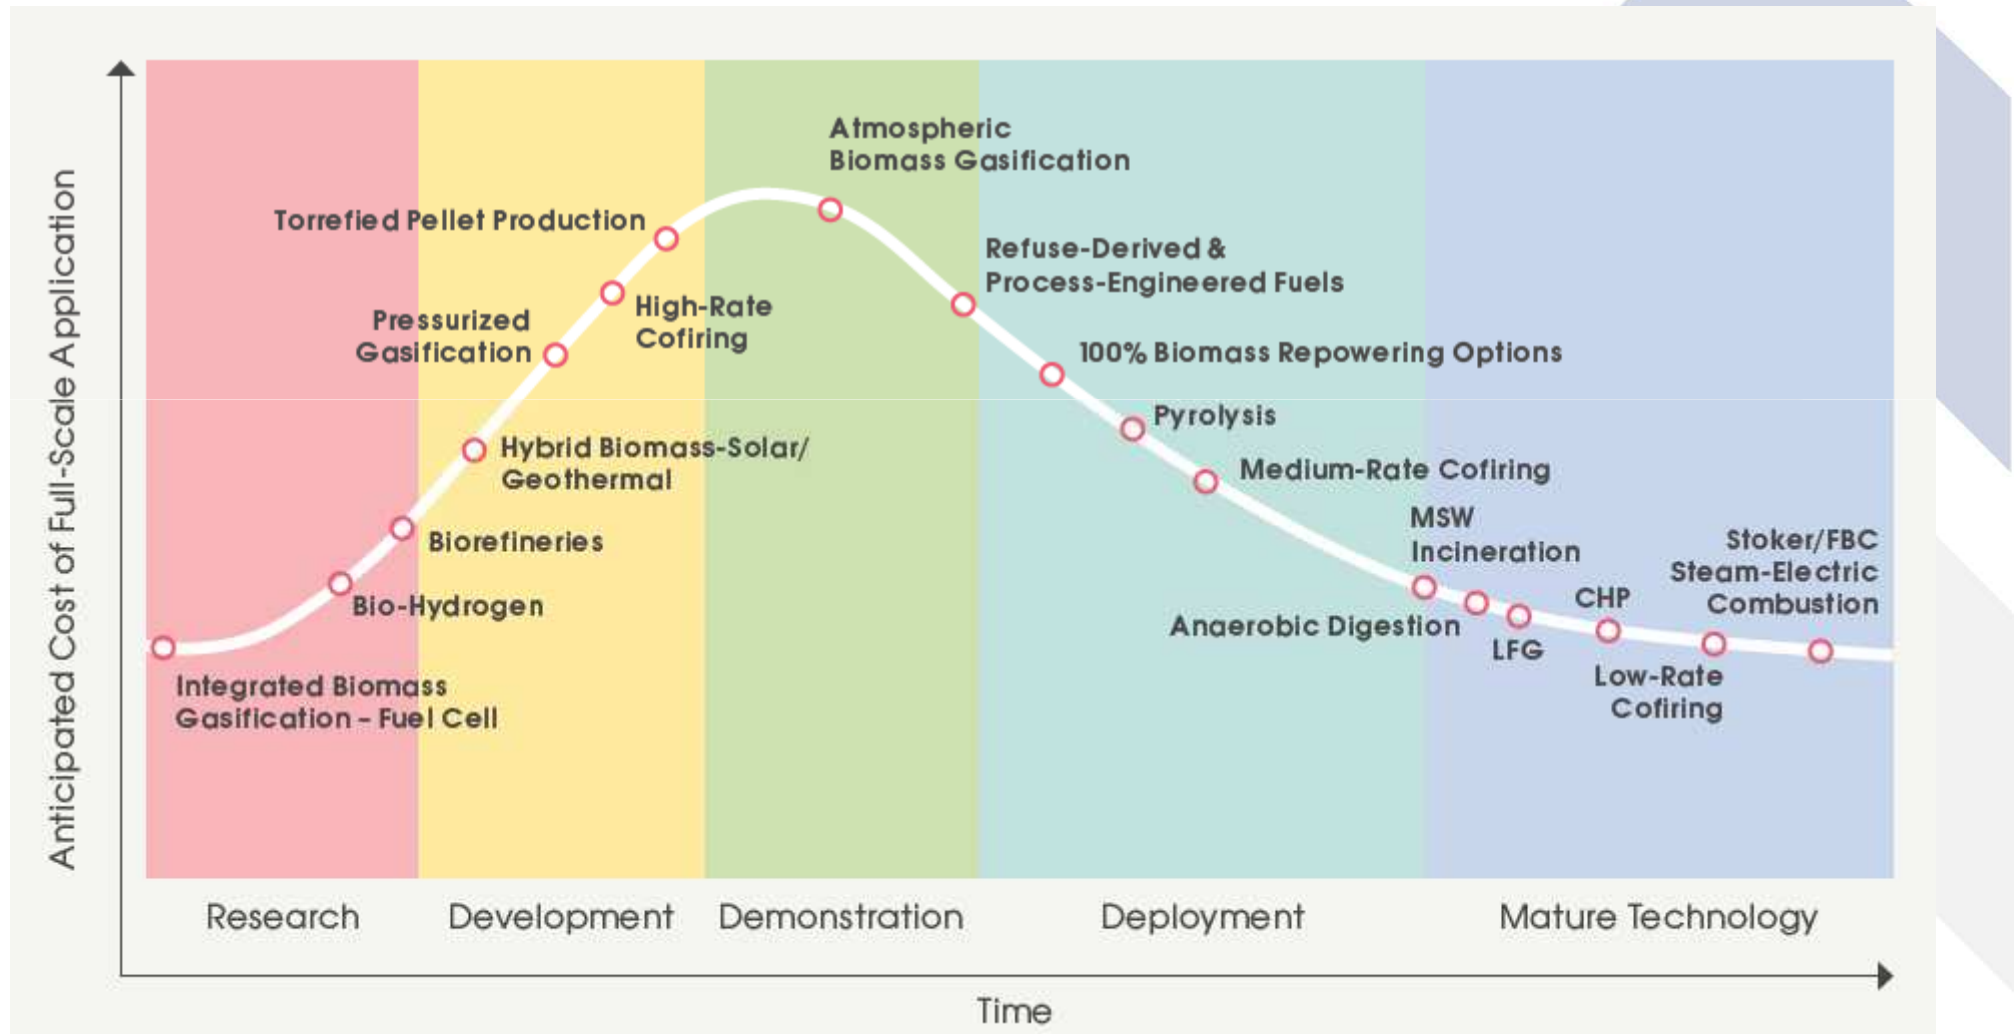 Anticipated Cost of Full-Scale Application
Atmospheric
Biomass Gasification
Torrefied Pellet Production
Refuse-Derived &
Process-Engineered Fuels
High-Rate
Cofiring
Pressurized
Gasification
100% Biomass Repowering Options
Pyrolysis
Hybrid Biomass-Solar/
Geothermal
Medium-Rate Cofiring
MSW
Incineration
Stoker/FBC
Steam-Electric
Combustion
Biorefineries
Bio-Hydrogen
CHP
Anaerobic Digestion
LFG
Low-Rate
Cofiring
Integrated Biomass
Gasification – Fuel Cell
Research
Development
Demonstration
Deployment
Mature Technology
Time